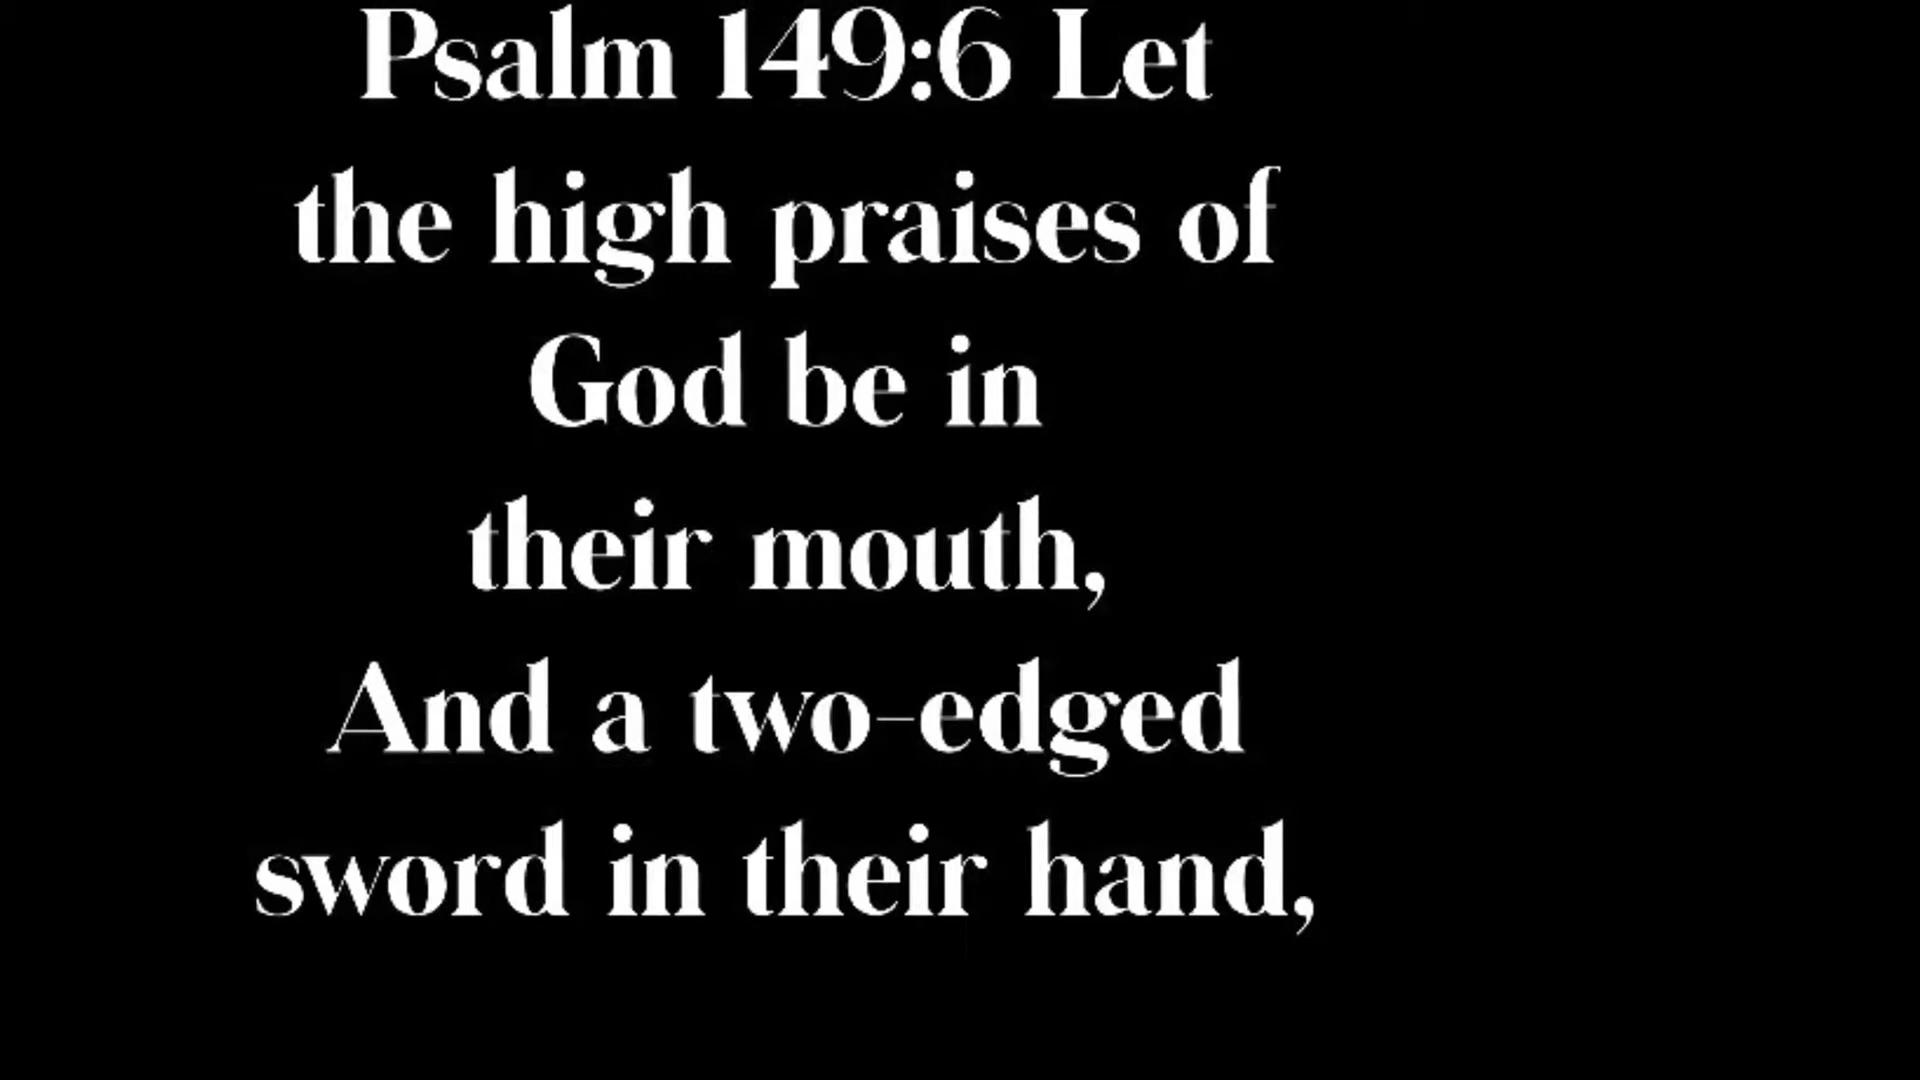 Psalm 149:6 Let
the high praises of
God be in
their mouth,
And a two-edged
sword in their hand,